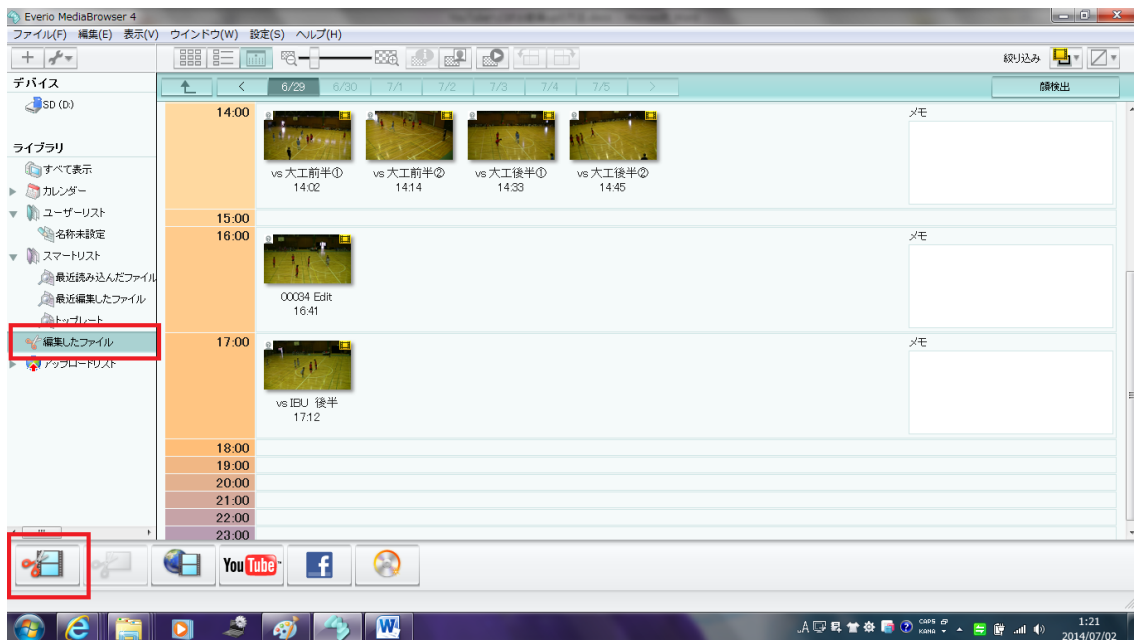 Everio MediaBrowser 4
ファイル(F) 編集(E) 表示(V) ウインドウ(W) 設定(S) ヘルプ(H)
絞り込み
デバイス
SD (D:)
ライブラリ
すべて表示
カレンダー
ユーザーリスト
名称未設定
スマートリスト
最近読み込んだファイル
最近編集したファイル
トップレート
編集したファイル
アップロードリスト
6/29 6/30 7/1 7/2 7/3 7/4 7/5
顔検出
14:00
メモ
vs 大工前半① vs 大工前半② vs 大工後半① vs 大工後半②
14:02 14:14 14:33 14:45
15:00
16:00
メモ
00034 Edit
16:41
17:00
メモ
vs IBU 後半
17:12
18:00
19:00
20:00
21:00
22:00
23:00
You Tube
f
W
A
CAPS
KANA
1:21
2014/07/02